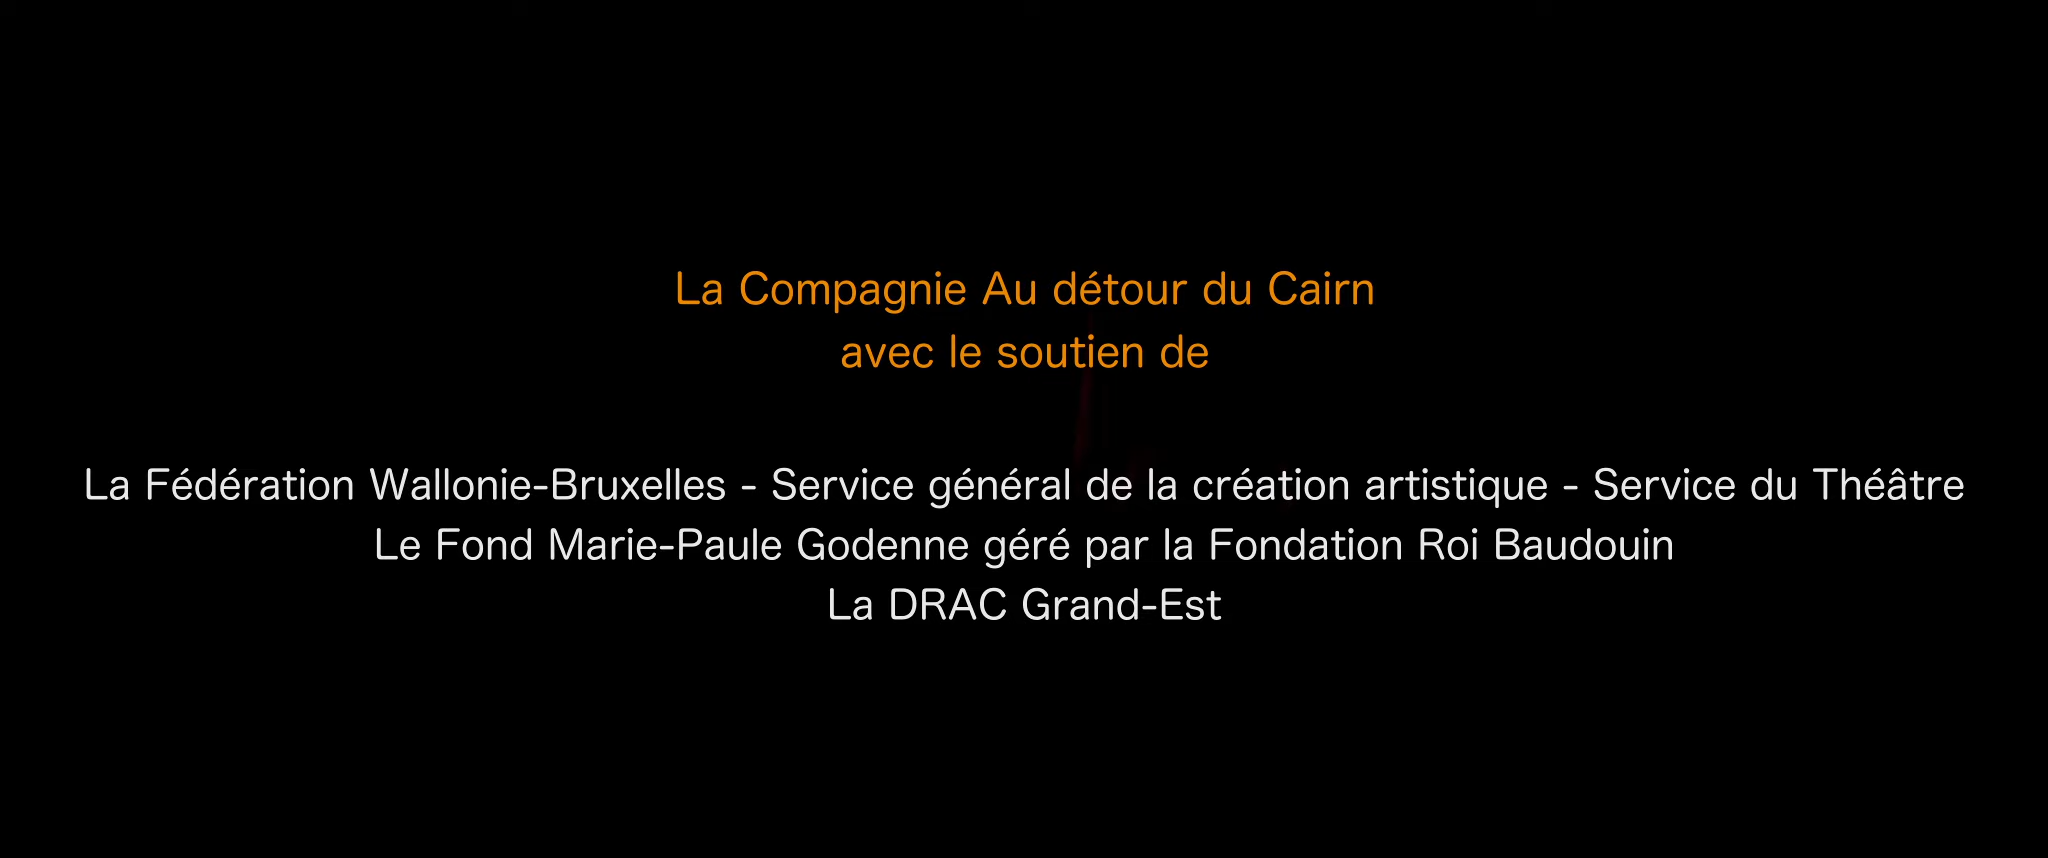 La Compagnie Au détour du Cairn
avec le soutien de
La Fédération Wallonie-Bruxelles - Service général de la création artistique - Service du Théâtre
Le Fond Marie-Paule Godenne géré par la Fondation Roi Baudouin
La DRAC Grand-Est